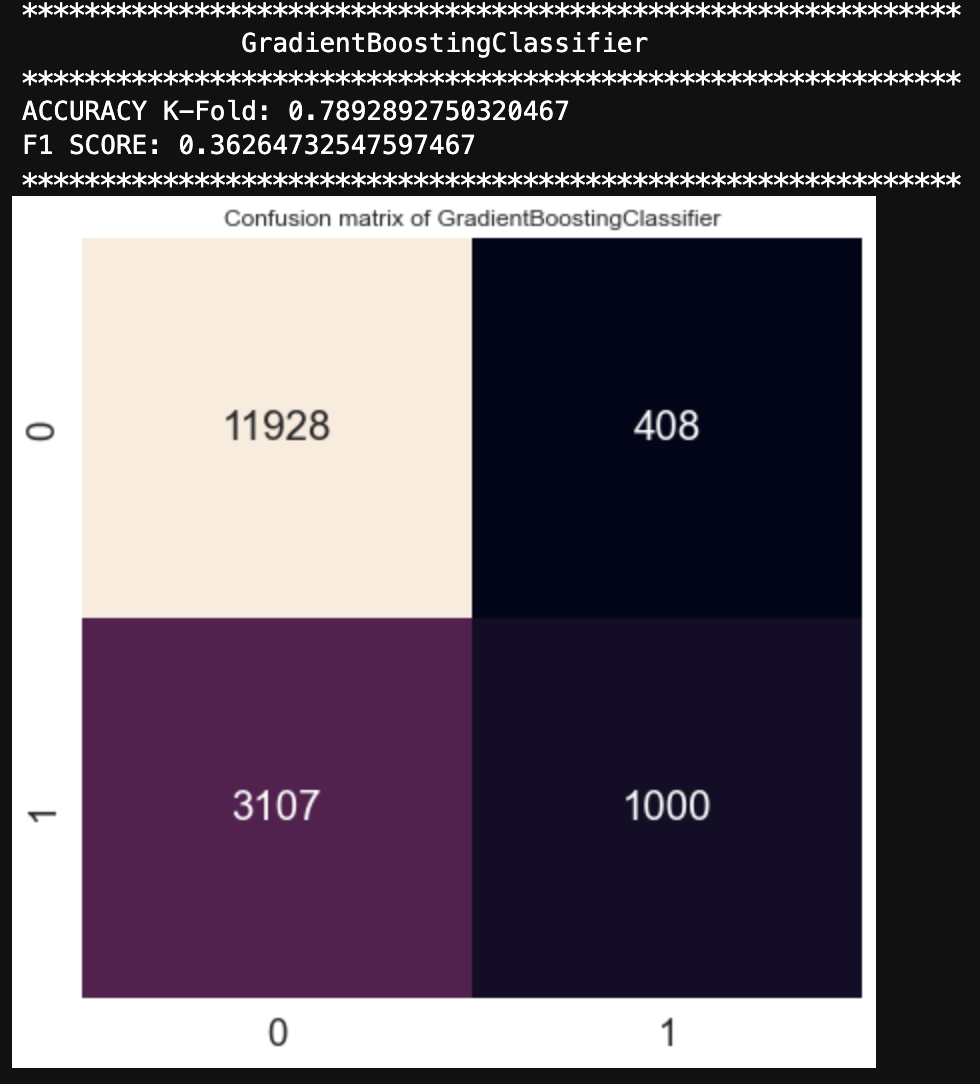 ************************************************************
GradientBoostingClassifier
************************************************************
ACCURACY K-Fold: 0.7892892750320467
F1 SCORE: 0.36264732547597467
************************************************************
Confusion matrix of GradientBoostingClassifier
0
11928 408
1
3107 1000
0 1